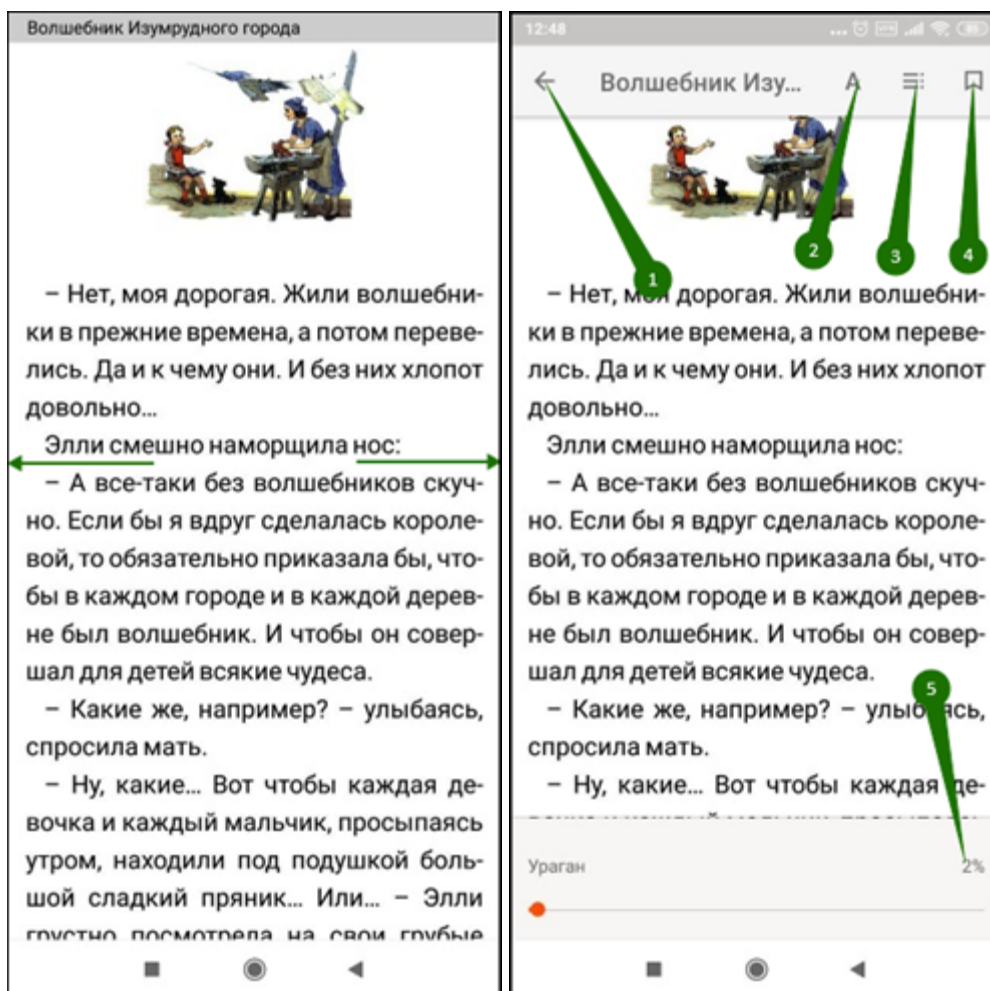 Волшебник Изумрудного города
– Нет, моя дорогая. Жили волшебни-
ки в прежние времена, а потом переве-
лись. Да и к чему они. И без них хлопот
довольно...
Элли смешно наморщила нос:
– А все-таки без волшебников скуч-
но. Если бы я вдруг сделалась короле-
вой, то обязательно приказала бы, что-
бы в каждом городе и в каждой дерев-
не был волшебник. И чтобы он совер-
шал для детей всякие чудеса.
– Какие же, например? – улыбаясь,
спросила мать.
– Ну, какие... Вот чтобы каждая де-
вочка и каждый мальчик, просыпаясь
утром, находили под подушкой боль-
шой сладкий пряник... Или... – Элли
грустно посмотрела на свои грубые
12:48
Волшебник Изу... A
2
3
4
1
– Нет, моя дорогая. Жили волшебни-
ки в прежние времена, а потом переве-
лись. Да и к чему они. И без них хлопот
довольно...
Элли смешно наморщила нос:
– А все-таки без волшебников скуч-
но. Если бы я вдруг сделалась короле-
вой, то обязательно приказала бы, что-
бы в каждом городе и в каждой дерев-
не был волшебник. И чтобы он совер-
шал для детей всякие чудеса.
5
– Какие же, например? – улыбаясь,
спросила мать.
– Ну, какие... Вот чтобы каждая де-
Ураган 2%